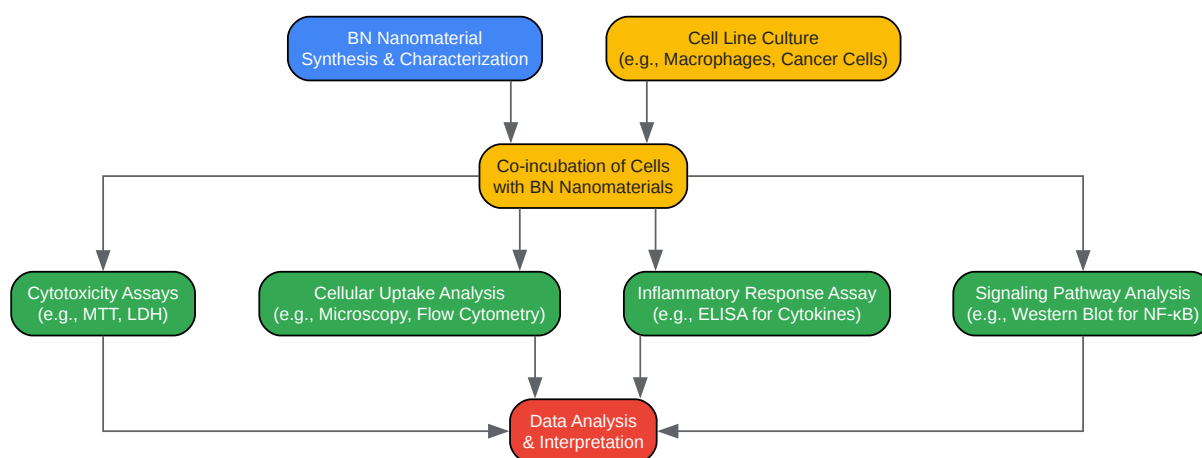 BN Nanomaterial
Synthesis & Characterization
Cell Line Culture
(e.g., Macrophages, Cancer Cells)
Co-incubation of Cells
with BN Nanomaterials
Cytotoxicity Assays
(e.g., MTT, LDH)
Cellular Uptake Analysis
(e.g., Microscopy, Flow Cytometry)
Inflammatory Response Assay
(e.g., ELISA for Cytokines)
Signaling Pathway Analysis
(e.g., Western Blot for NF-κB)
Data Analysis
& Interpretation